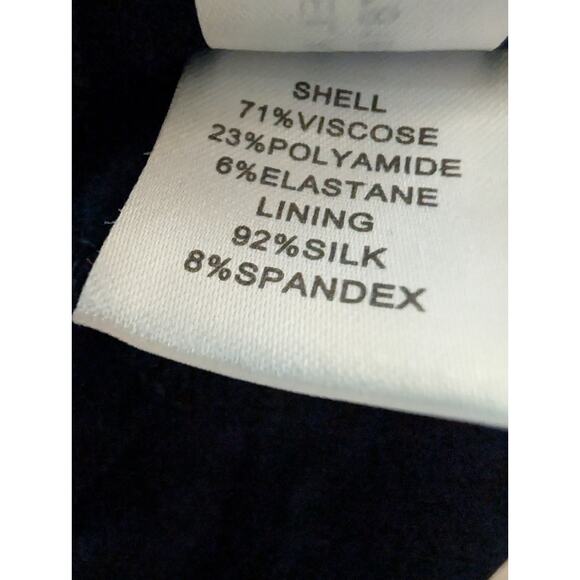 SHELL
71%VISCOSE
23%POLYAMIDE
6%ELASTANE
LINING
92%SILK
8%SPANDEX